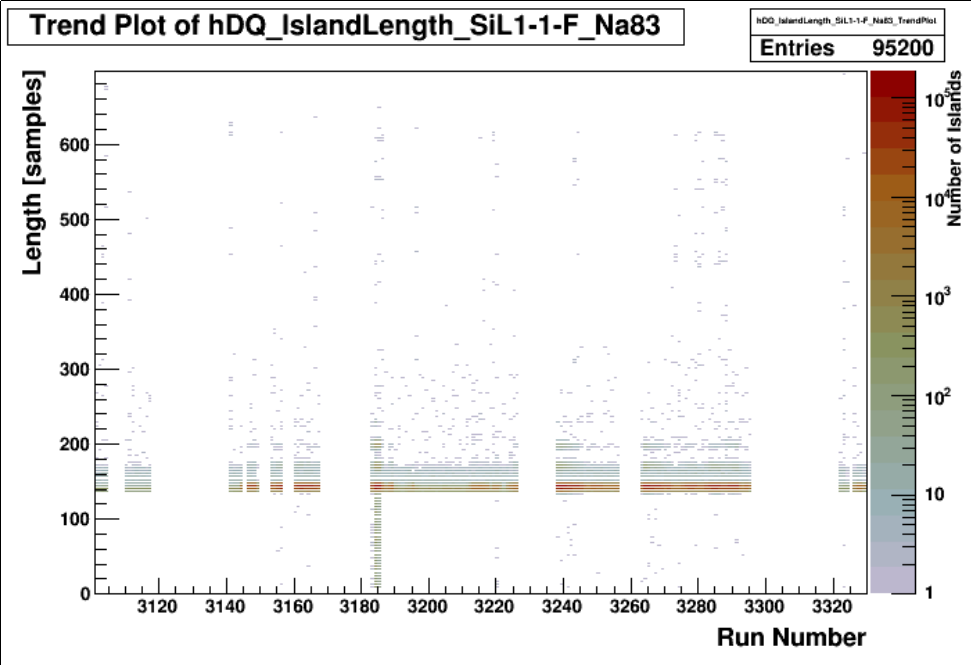 Trend Plot of hDQ_IslandLength_SiL1-1-F_Na83
hDQ_IslandLength_SiL1-1-F_Na83_TrendPlot
Entries 95200
Length [samples]
600
500
400
300
200
100
0
3120 3140 3160 3180 3200 3220 3240 3260 3280 3300 3320
Run Number
10^5
10^4
10^3
10^2
10
1
Number of Islands